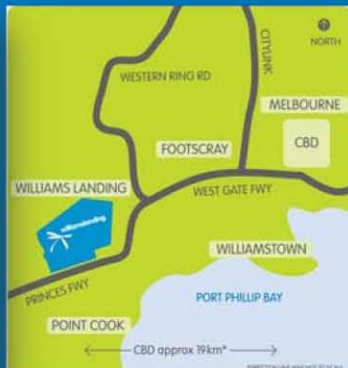 NORTH
CITYLINK
WESTERN RING RD
MELBOURNE
CBD
FOOTSCRAY
WILLIAMS LANDING
WEST GATE FWY
williamslanding
WILLIAMSTOWN
PRINCES FWY
PORT PHILLIP BAY
POINT COOK
CBD approx 19km*